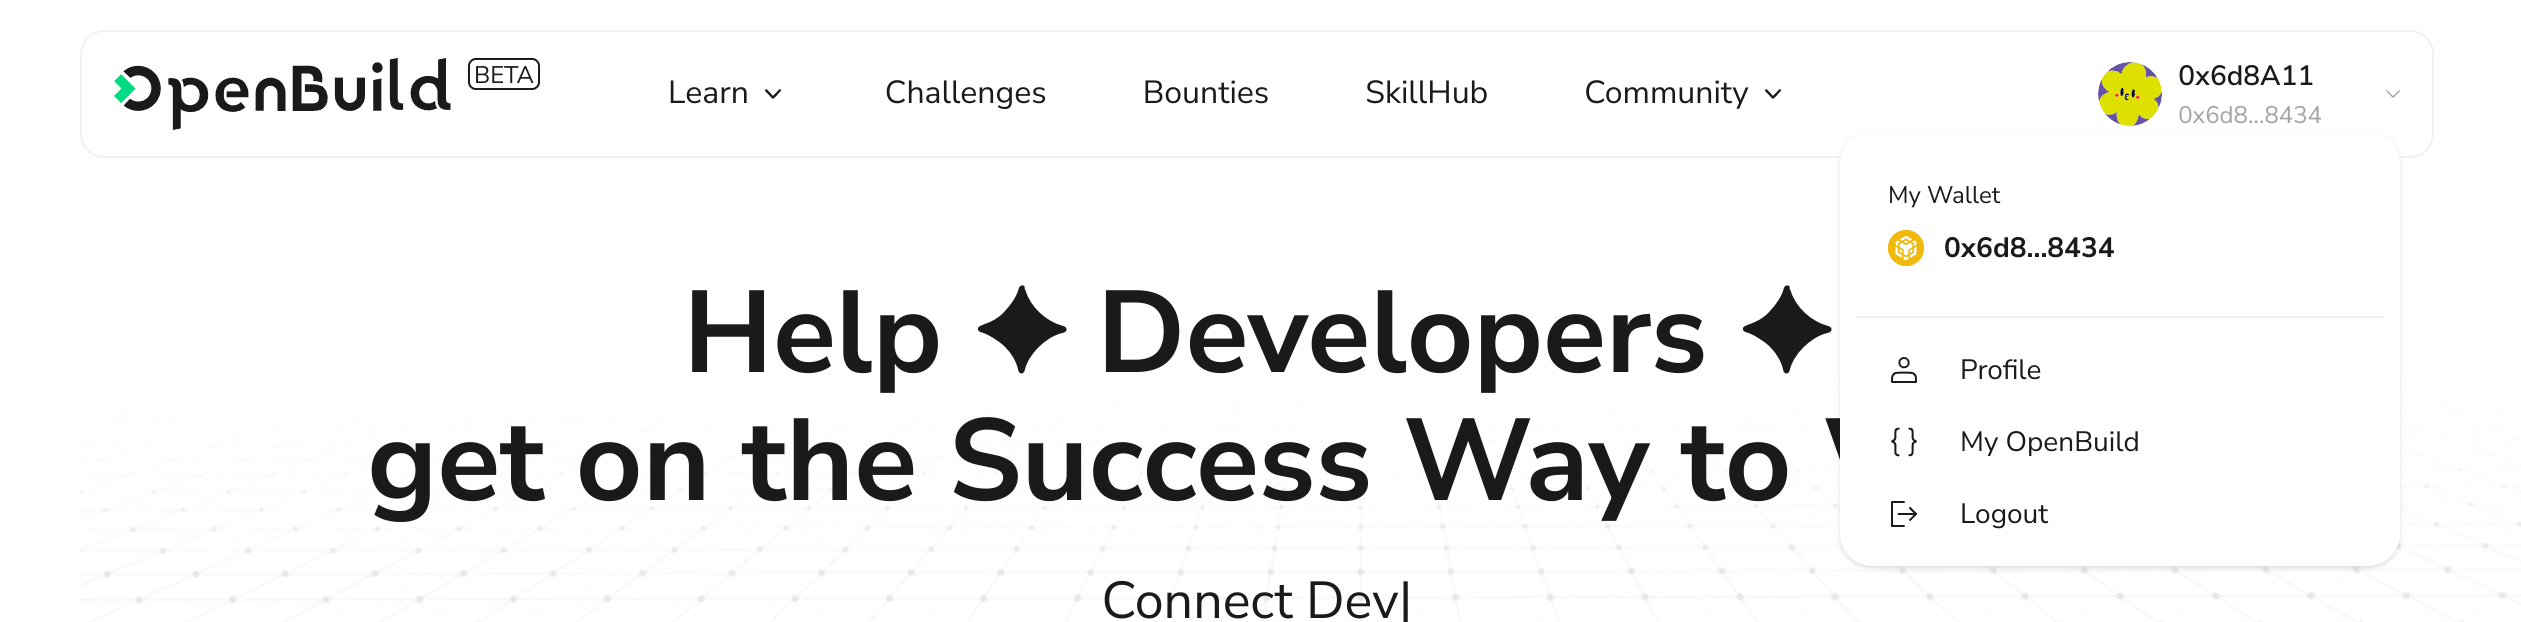 OpenBuild BETA
Learn Challenges Bounties SkillHub Community
0x6d8A11
0x6d8...8434
My Wallet
0x6d8...8434
Profile
My OpenBuild
Logout
Help ✦ Developers ✦
get on the Success Way to
Connect Dev|